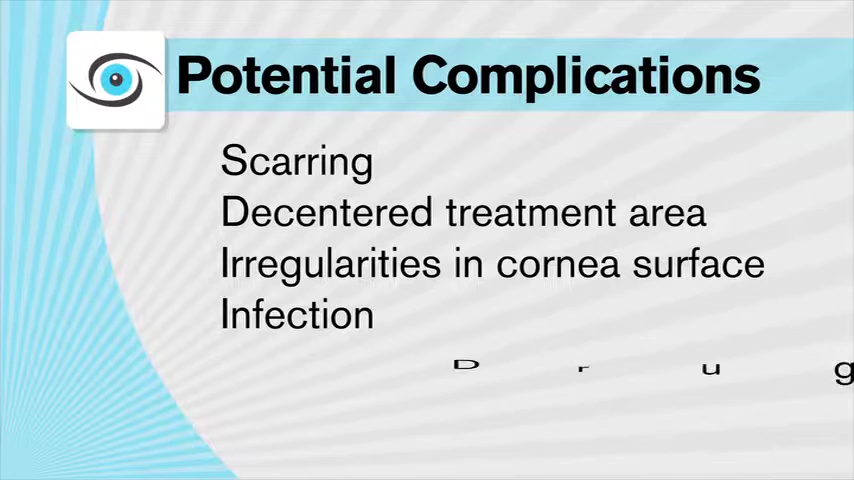 Potential Complications
Scarring
Decentered treatment area
Irregularities in cornea surface
Infection
D r u g